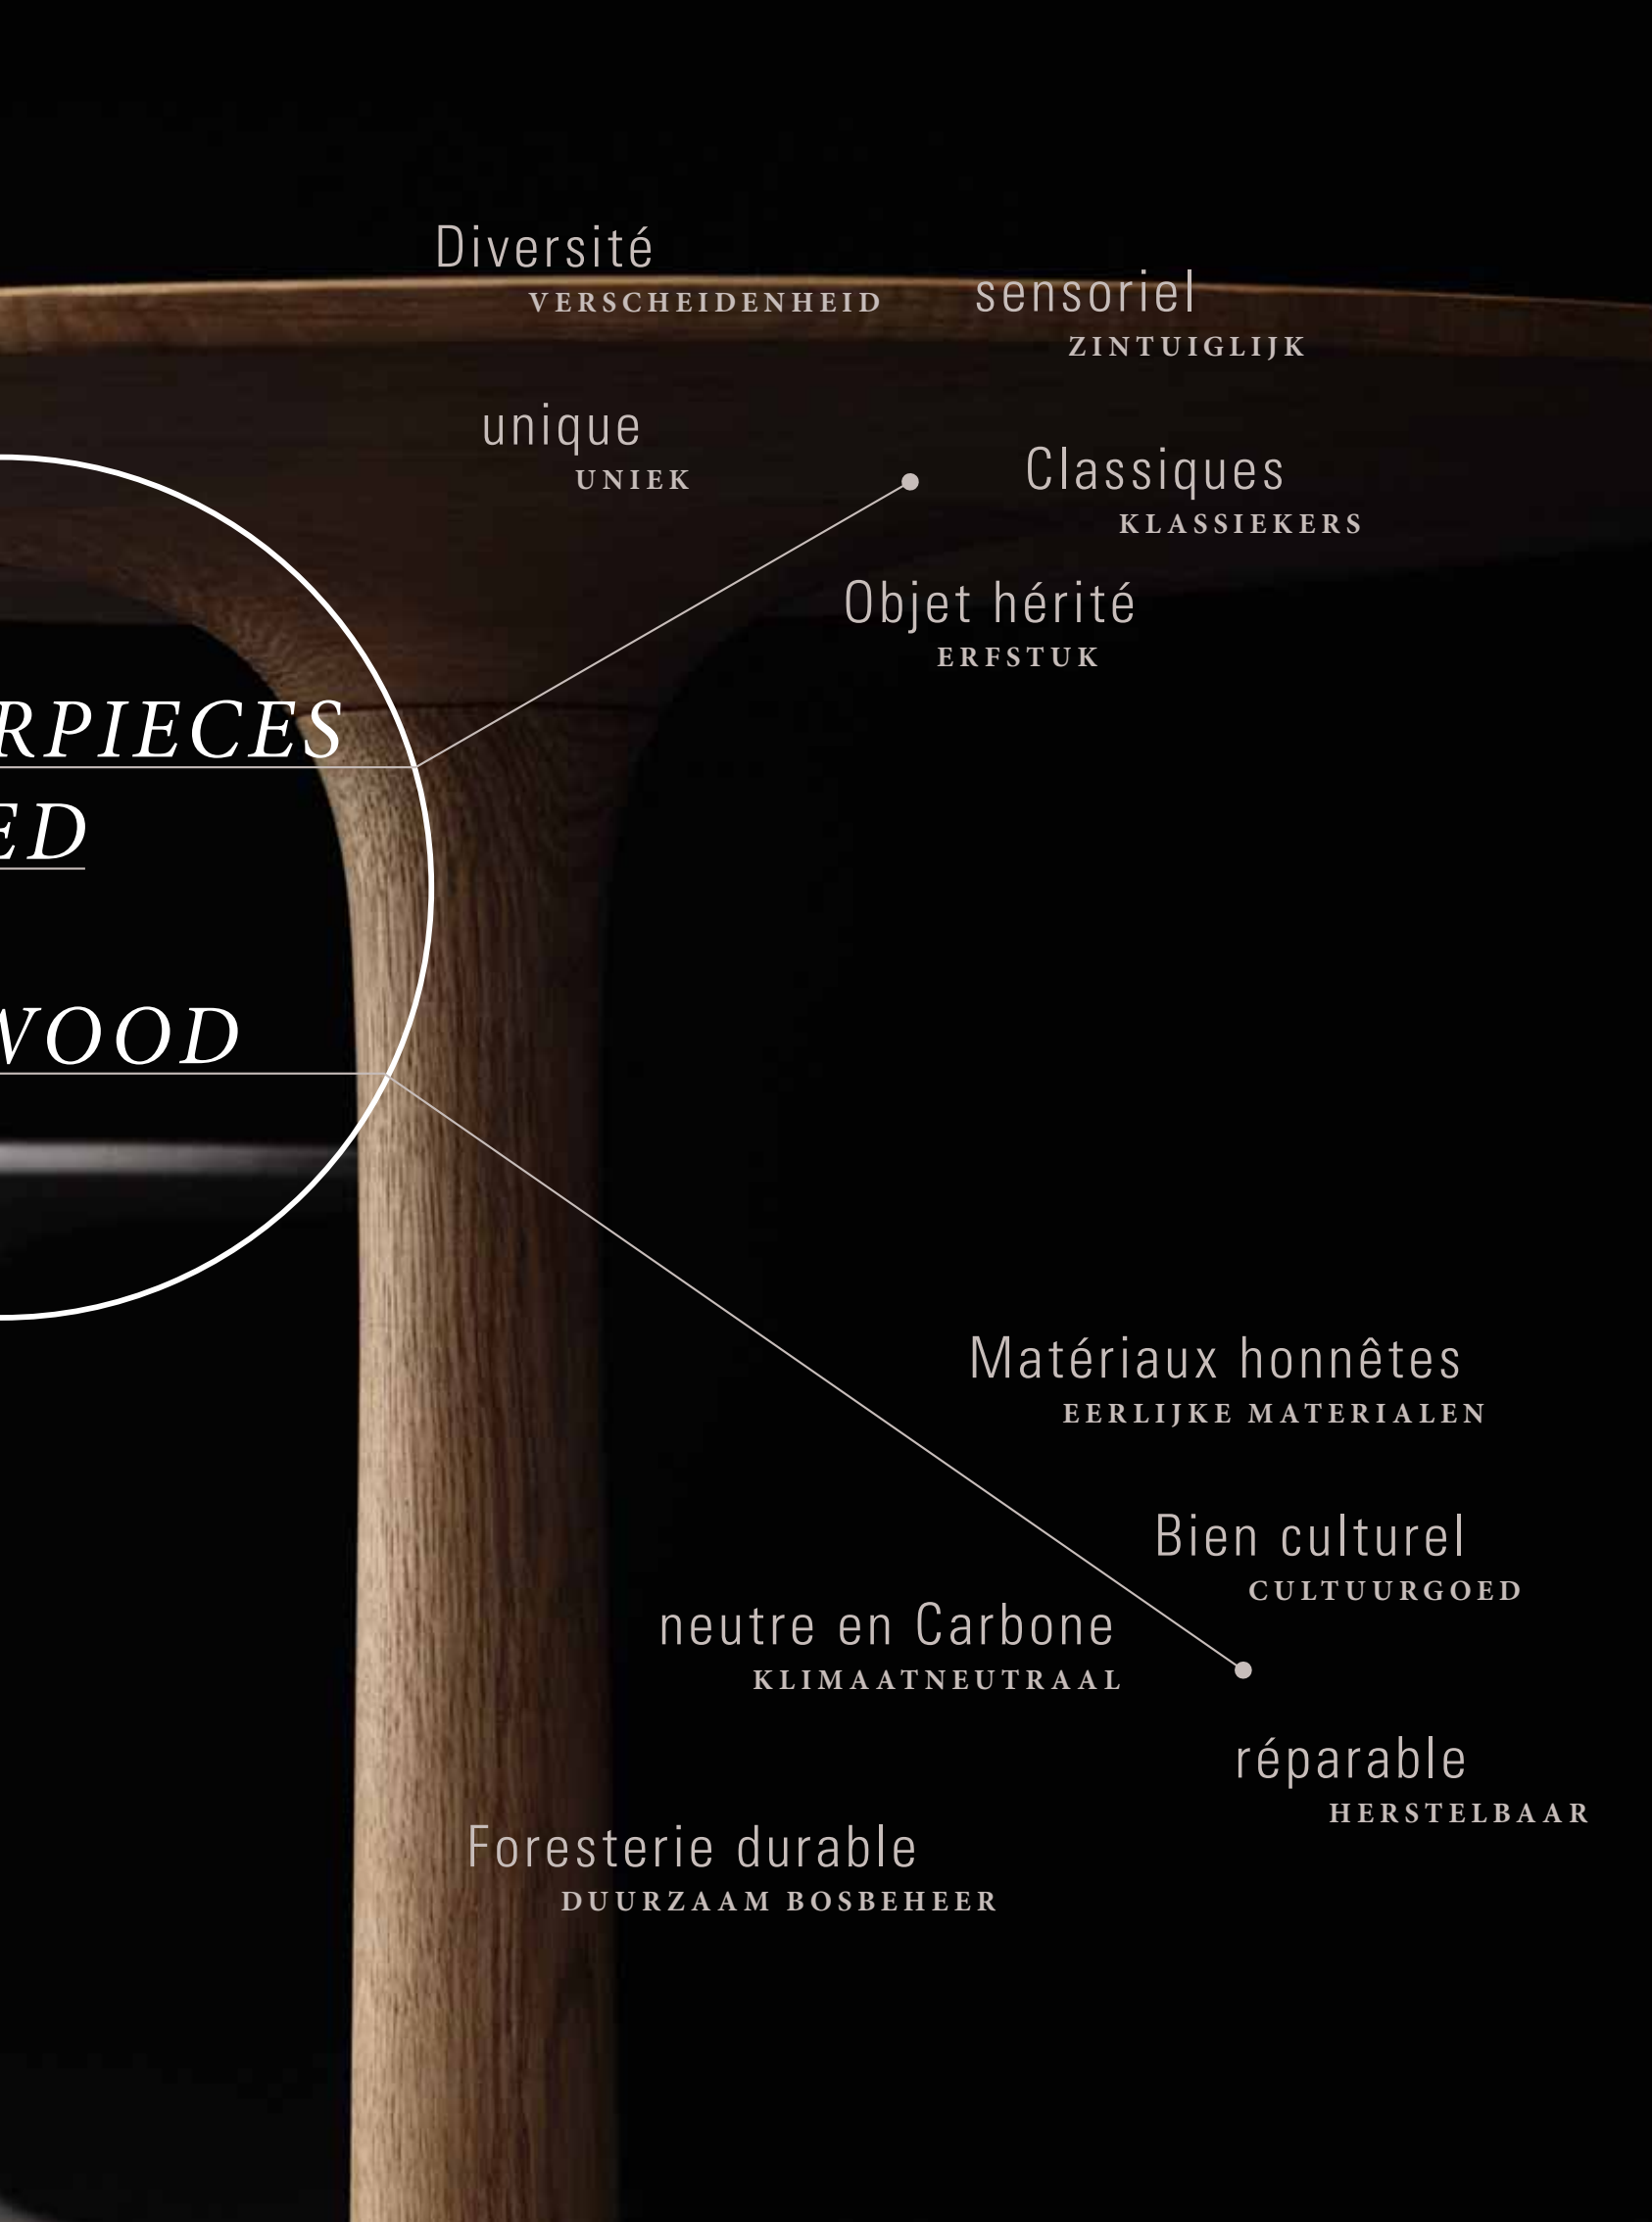 Diversité
VERSCHEIDENHEID
sensoriel
ZINTUIGLIJK
unique
UNIEK
Classiques
KLASSIEKERS
Objet hérité
ERFSTUK
RPIECES
ED
WOOD
Matériaux honnêtes
EERLIJKE MATERIALEN
Bien culturel
CULTUURGOED
neutre en Carbone
KLIMAATNEUTRAAL
réparable
HERSTELBAAR
Foresterie durable
DUURZAAM BOSBEHEER